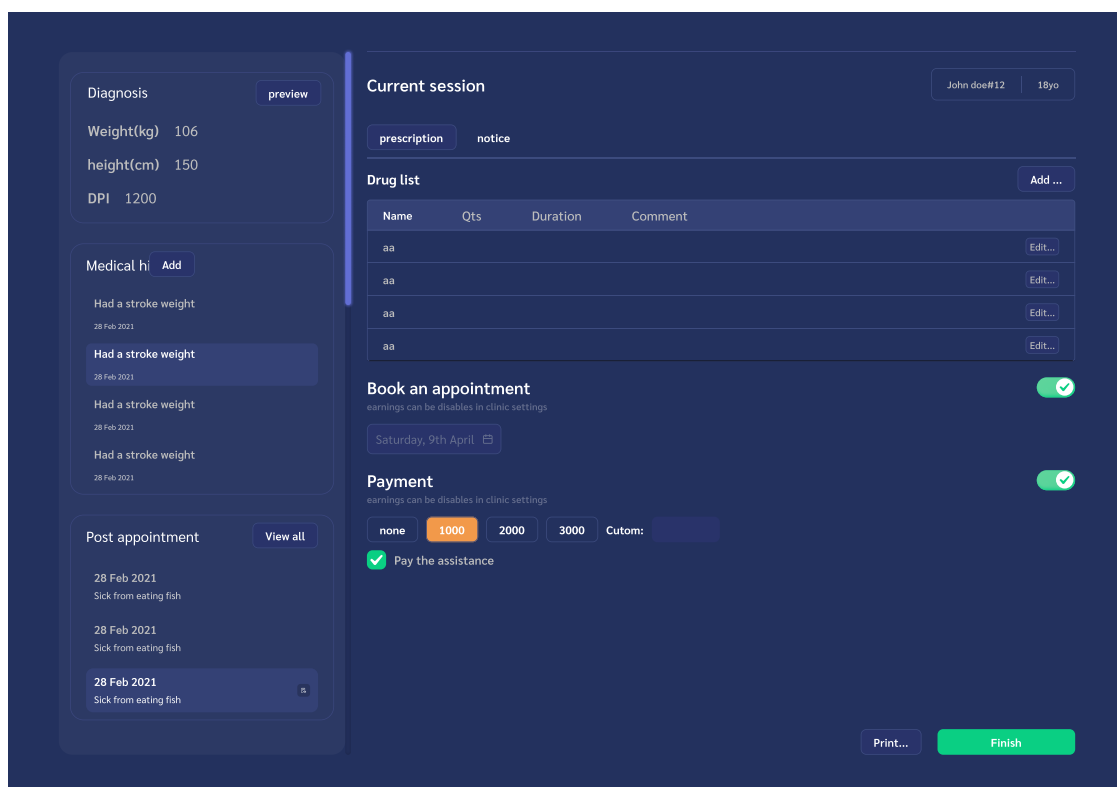 Diagnosis
preview
Weight(kg) 106
height(cm) 150
DPI 1200
Medical hi
Add
Had a stroke weight
28 Feb 2021
Had a stroke weight
28 Feb 2021
Had a stroke weight
28 Feb 2021
Had a stroke weight
28 Feb 2021
Post appointment
View all
28 Feb 2021
Sick from eating fish
28 Feb 2021
Sick from eating fish
28 Feb 2021
Sick from eating fish
Current session
John doe#12 18yo
prescription notice
Drug list
Add ...
Name Qts Duration Comment
aa Edit...
aa Edit...
aa Edit...
aa Edit...
Book an appointment
earnings can be disables in clinic settings
Saturday, 9th April
Payment
earnings can be disables in clinic settings
none 1000 2000 3000 Cutom:
Pay the assistance
Print... Finish